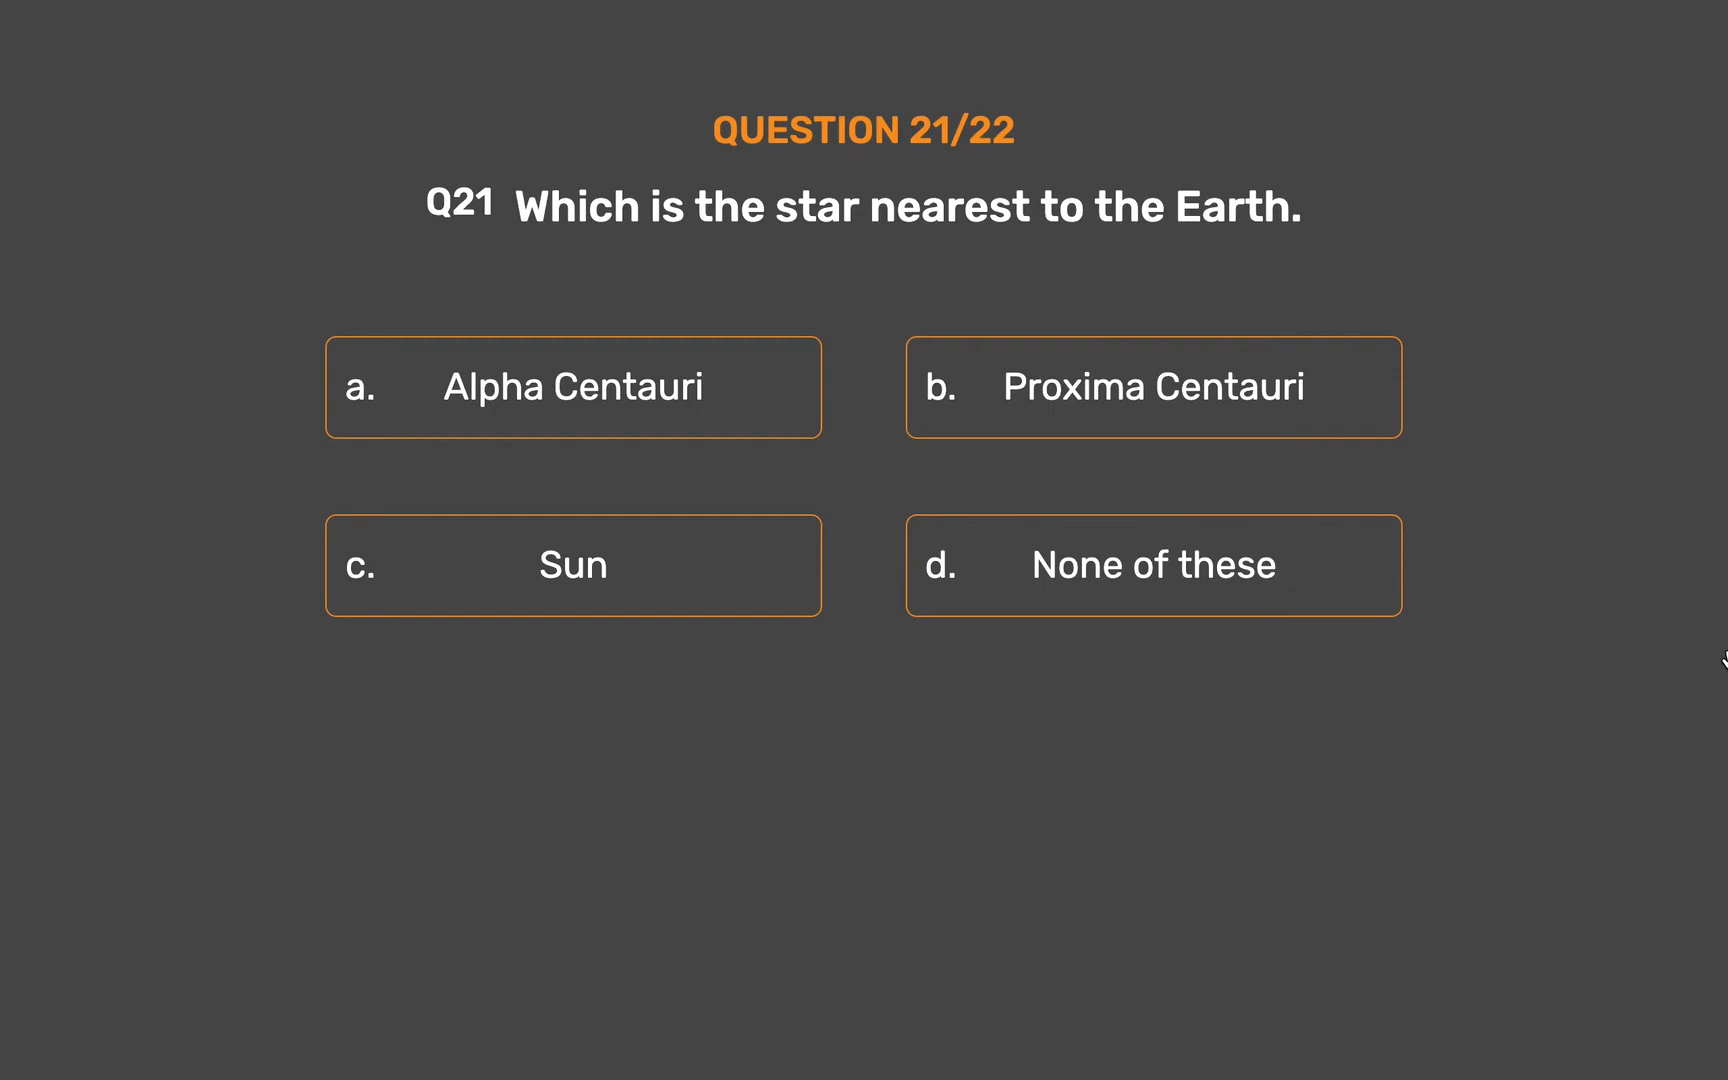 QUESTION 21/22
Q21 Which is the star nearest to the Earth.
a. Alpha Centauri
b. Proxima Centauri
c. Sun
d. None of these